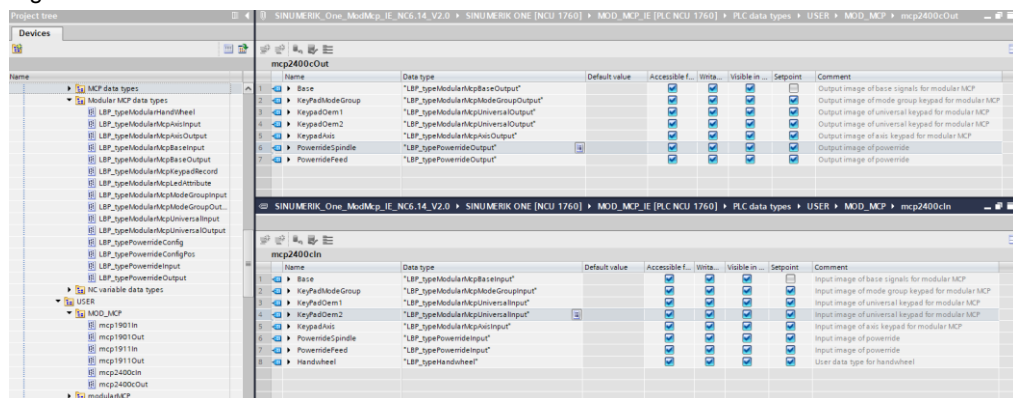 Project tree
Devices
Name
MCP data types
Modular MCP data types
LBP_typeModularHandWheel
LBP_typeModularMcpAxisInput
LBP_typeModularMcpAxisOutput
LBP_typeModularMcpBaseInput
LBP_typeModularMcpBaseOutput
LBP_typeModularMcpKeypadRecord
LBP_typeModularMcpLedAttribute
LBP_typeModularMcpModeGroupInput
LBP_typeModularMcpModeGroupOut...
LBP_typeModularMcpUniversalInput
LBP_typeModularMcpUniversalOutput
LBP_typePowerrideConfig
LBP_typePowerrideConfigPos
LBP_typePowerrideInput
LBP_typePowerrideOutput
NC variable data types
USER
MOD_MCP
mcp1901In
mcp1901Out
mcp1911In
mcp1911Out
mcp2400cIn
mcp2400cOut
modularMCP
SINUMERIK_One_ModMcp_IE_NC6.14_V2.0 ▸ SINUMERIK ONE [NCU 1760] ▸ MOD_MCP_IE [PLC NCU 1760] ▸ PLC data types ▸ USER ▸ MOD_MCP ▸ mcp2400cOut
mcp2400cOut
Name Data type Default value Accessible f... Writa... Visible in ... Setpoint Comment
1 Base "LBP_typeModularMcpBaseOutput" Output image of base signals for modular MCP
2 KeyPadModeGroup "LBP_typeModularMcpModeGroupOutput" Output image of mode group keypad for modular MCP
3 KeypadOem1 "LBP_typeModularMcpUniversalOutput" Output image of universal keypad for modular MCP
4 KeypadOem2 "LBP_typeModularMcpUniversalOutput" Output image of universal keypad for modular MCP
5 KeypadAxis "LBP_typeModularMcpAxisOutput" Output image of axis keypad for modular MCP
6 PowerrideSpindle "LBP_typePowerrideOutput" Output image of powerride
7 PowerrideFeed "LBP_typePowerrideOutput" Output image of powerride
SINUMERIK_One_ModMcp_IE_NC6.14_V2.0 ▸ SINUMERIK ONE [NCU 1760] ▸ MOD_MCP_IE [PLC NCU 1760] ▸ PLC data types ▸ USER ▸ MOD_MCP ▸ mcp2400cIn
mcp2400cIn
Name Data type Default value Accessible f... Writa... Visible in ... Setpoint Comment
1 Base "LBP_typeModularMcpBaseInput" Input image of base signals for modular MCP
2 KeyPadModeGroup "LBP_typeModularMcpModeGroupInput" Input image of mode group keypad for modular MCP
3 KeyPadOem1 "LBP_typeModularMcpUniversalInput" Input image of universal keypad for modular MCP
4 KeyPadOem2 "LBP_typeModularMcpUniversalInput" Input image of universal keypad for modular MCP
5 KeypadAxis "LBP_typeModularMcpAxisInput" Input image of axis keypad for modular MCP
6 PowerrideSpindle "LBP_typePowerrideInput" Input image of powerride
7 PowerrideFeed "LBP_typePowerrideInput" Input image of powerride
8 Handwheel "LBP_typeHandwheel" User data type for handwheel